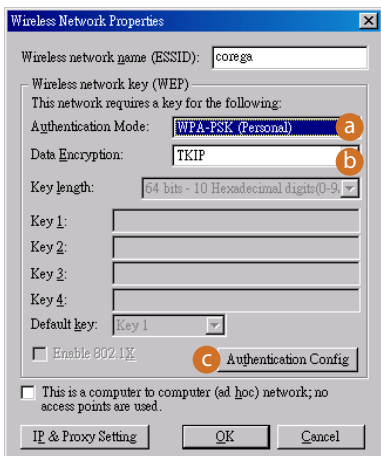 Wireless Network Properties
Wireless network name (ESSID): corega
Wireless network key (WEP)
This network requires a key for the following:
Authentication Mode: WPA-PSK (Personal) a
Data Encryption: TKIP b
Key length: 64 bits - 10 Hexadecimal digits(0-9,
Key 1:
Key 2:
Key 3:
Key 4:
Default key: Key 1
Enable 802.1X
c Authentication Config
This is a computer to computer (ad hoc) network; no
access points are used.
IP & Proxy Setting OK Cancel